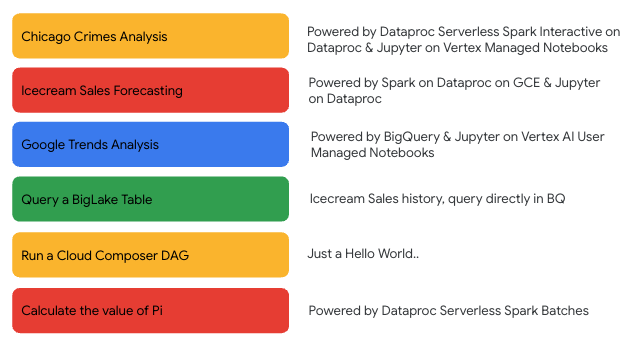 Chicago Crimes Analysis
Powered by Dataproc Serverless Spark Interactive on
Dataproc & Jupyter on Vertex Managed Notebooks
Icecream Sales Forecasting
Powered by Spark on Dataproc on GCE & Jupyter
on Dataproc
Google Trends Analysis
Powered by BigQuery & Jupyter on Vertex AI User
Managed Notebooks
Query a BigLake Table
Icecream Sales history, query directly in BQ
Run a Cloud Composer DAG
Just a Hello World..
Calculate the value of Pi
Powered by Dataproc Serverless Spark Batches